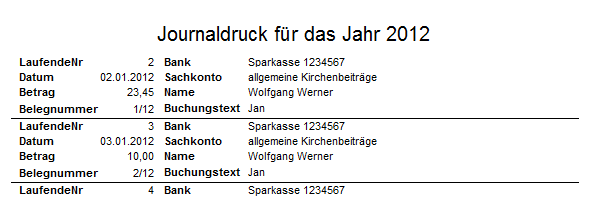 Journaldruck für das Jahr 2012
LaufendeNr 2 Bank Sparkasse 1234567
Datum 02.01.2012 Sachkonto allgemeine Kirchenbeiträge
Betrag 23,45 Name Wolfgang Werner
Belegnummer 1/12 Buchungstext Jan
LaufendeNr 3 Bank Sparkasse 1234567
Datum 03.01.2012 Sachkonto allgemeine Kirchenbeiträge
Betrag 10,00 Name Wolfgang Werner
Belegnummer 2/12 Buchungstext Jan
LaufendeNr 4 Bank Sparkasse 1234567